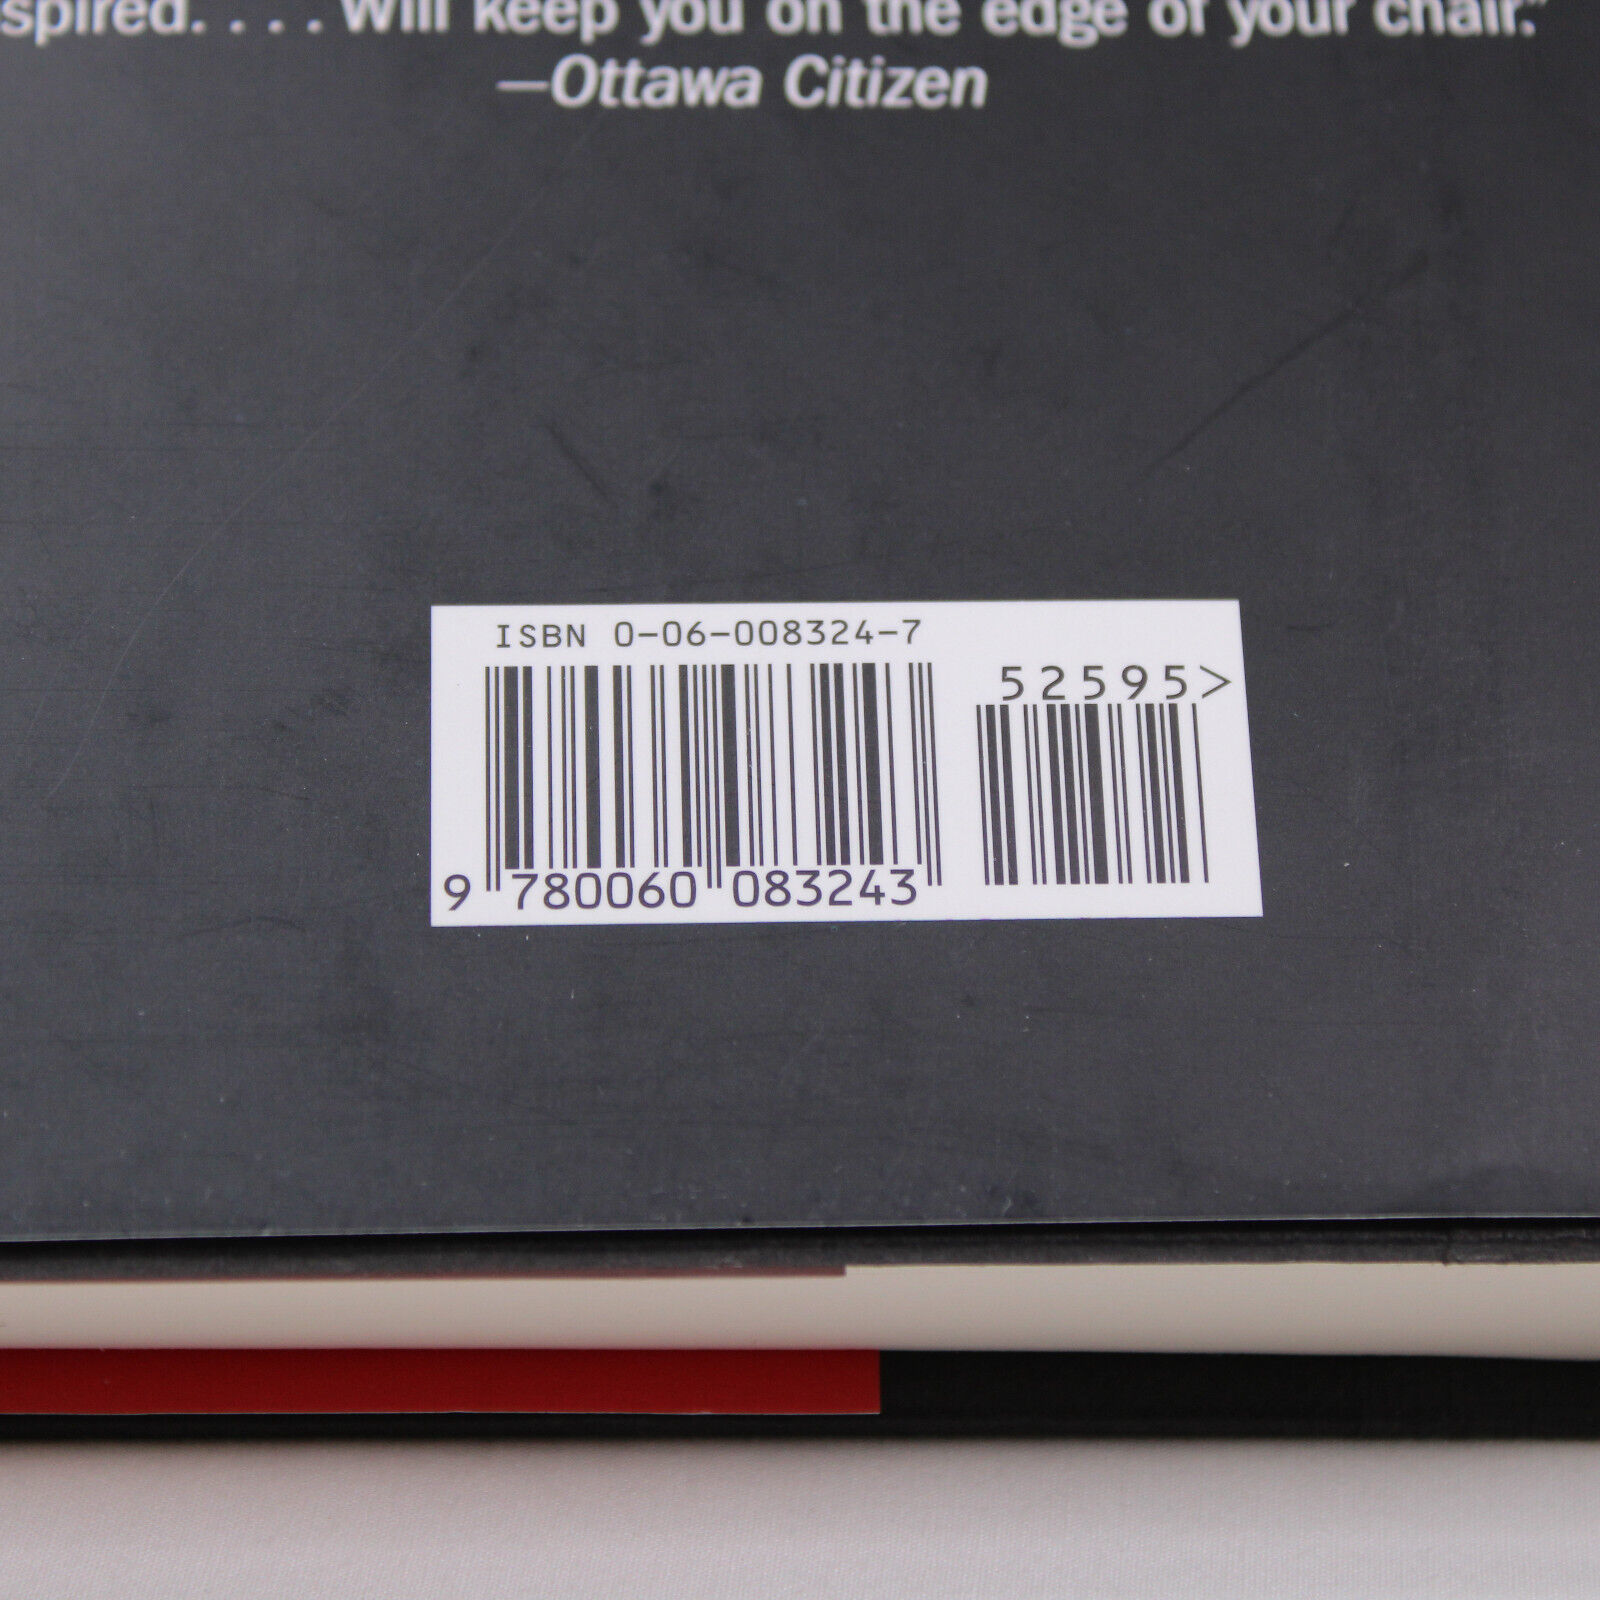 spired. . . . Will keep you on the edge of your chair."
—Ottawa Citizen
ISBN 0-06-008324-7
52595>
9 780060 083243